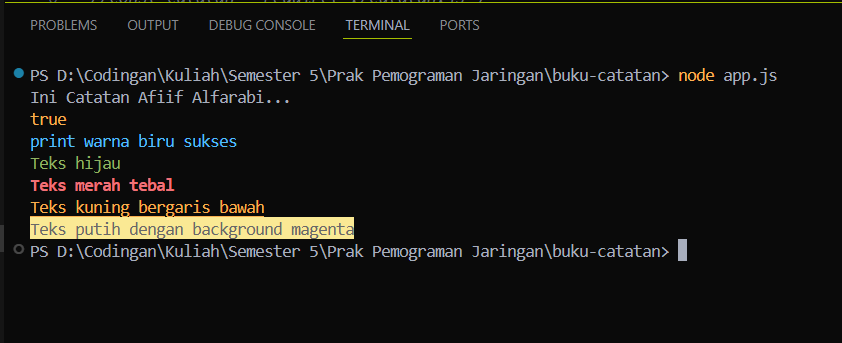 PROBLEMS OUTPUT DEBUG CONSOLE TERMINAL PORTS
PS D:\Codingan\Kuliah\Semester 5\Prak Pemograman Jaringan\buku-catatan> node app.js
Ini Catatan Afiif Alfarabi...
true
print warna biru sukses
Teks hijau
Teks merah tebal
Teks kuning bergaris bawah
Teks putih dengan background magenta
PS D:\Codingan\Kuliah\Semester 5\Prak Pemograman Jaringan\buku-catatan>